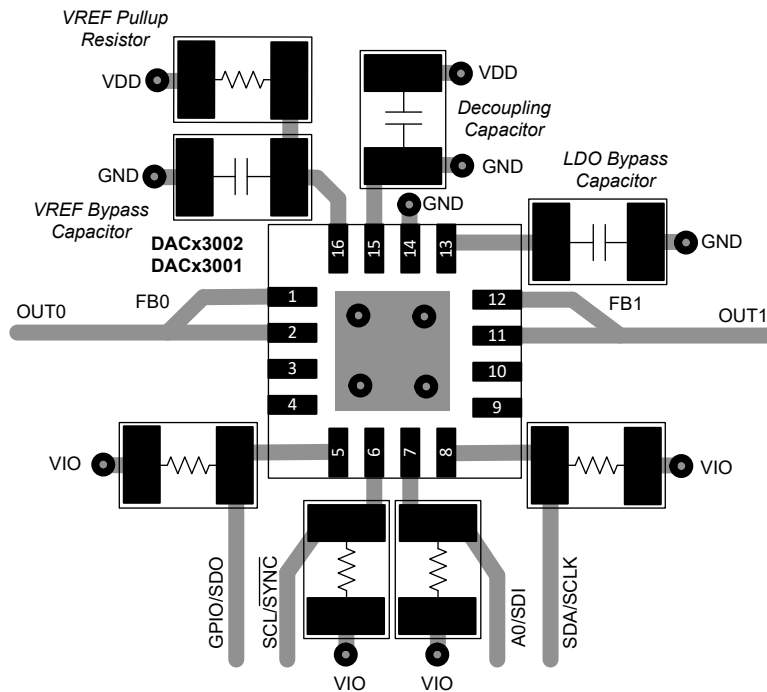 VREF Pullup
Resistor
VDD
VDD
Decoupling
Capacitor
GND
GND
LDO Bypass
Capacitor
VREF Bypass
Capacitor
GND
GND
DACx3002
DACx3001
16
15
14
13
FB0
1
12
FB1
OUT0
2
11
OUT1
3
10
4
9
5
6
7
8
VIO
VIO
GPIO/SDO
SCL/SYNC
A0/SDI
SDA/SCLK
VIO
VIO